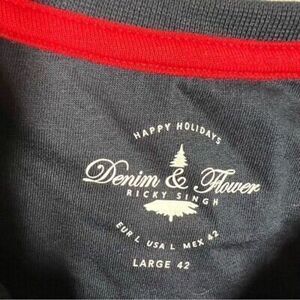 HAPPY HOLIDAYS
Denim & Flower
RICKY SINGH
EUR L USA L MEX 42
LARGE 42